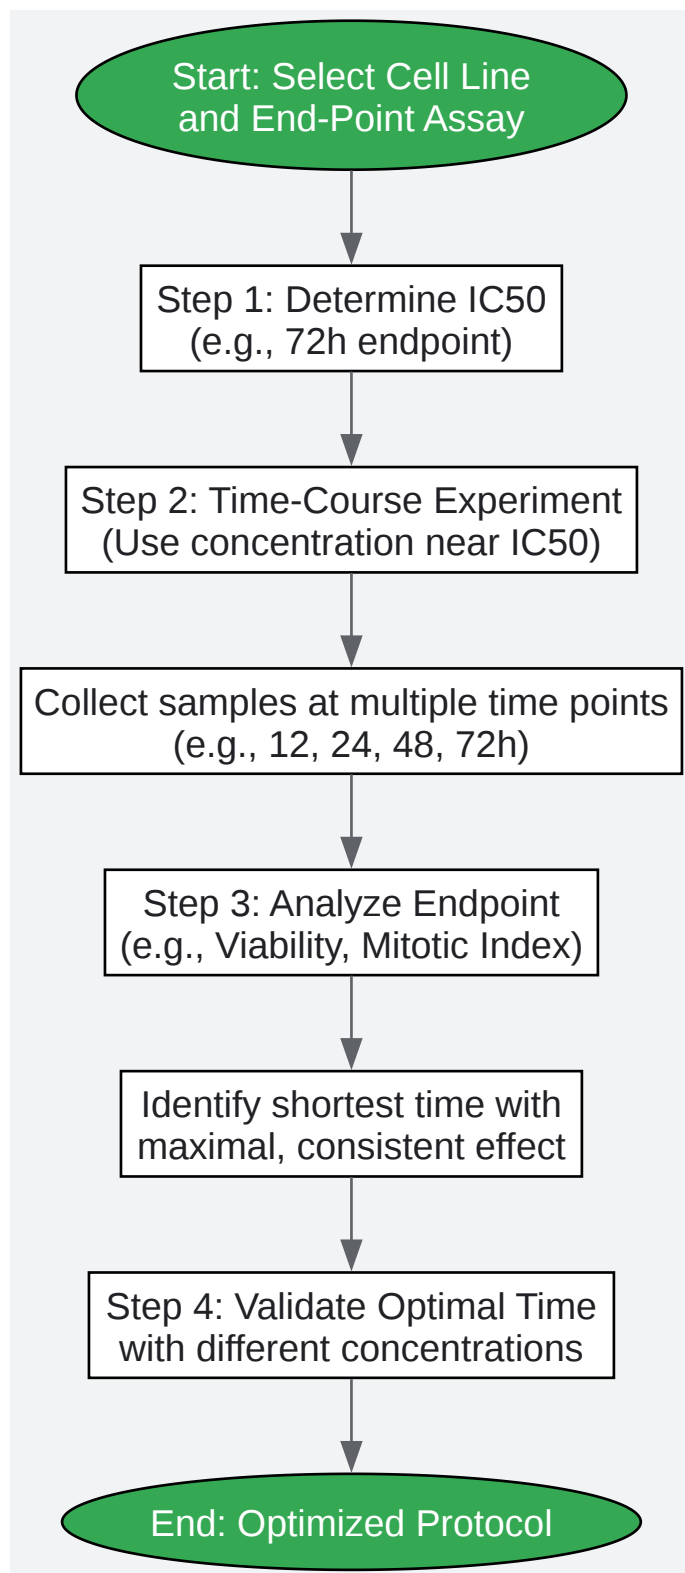 Start: Select Cell Line
and End-Point Assay
Step 1: Determine IC50
(e.g., 72h endpoint)
Step 2: Time-Course Experiment
(Use concentration near IC50)
Collect samples at multiple time points
(e.g., 12, 24, 48, 72h)
Step 3: Analyze Endpoint
(e.g., Viability, Mitotic Index)
Identify shortest time with
maximal, consistent effect
Step 4: Validate Optimal Time
with different concentrations
End: Optimized Protocol